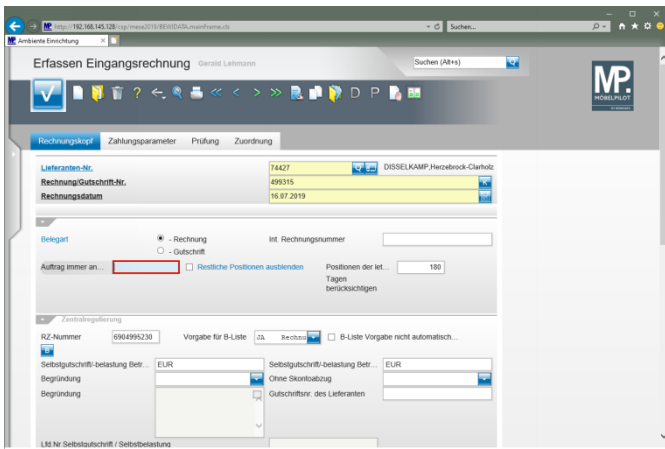 http://192.168.145.128/csp/mesa2019/BEWIDATA.mainFrame.cls
Suchen...
Ambiente Einrichtung
Erfassen Eingangsrechnung Gerald Lehmann
Suchen (Alt+s)
MP.
MÖBELPILOT
D P
Rechnungskopf Zahlungsparameter Prüfung Zuordnung
Lieferanten-Nr. 74427 DISSELKAMP,Herzebrock-Clarholz
Rechnung/Gutschrift-Nr. 499315
Rechnungsdatum 16.07.2019
Belegart - Rechnung Int. Rechnungsnummer
- Gutschrift
Auftrag immer an... Restliche Positionen ausblenden Positionen der let... 180
Tagen
berücksichtigen
Zentralregulierung
RZ-Nummer 6904995230 Vorgabe für B-Liste JA Rechnu B-Liste Vorgabe nicht automatisch...
Selbstgutschrift/-belastung Betr... EUR Selbstgutschrift/-belastung Betr... EUR
Begründung Ohne Skontoabzug
Begründung Gutschriftsnr. des Lieferanten
Lfd.Nr.Selbstgutschrift / Selbstbelastung